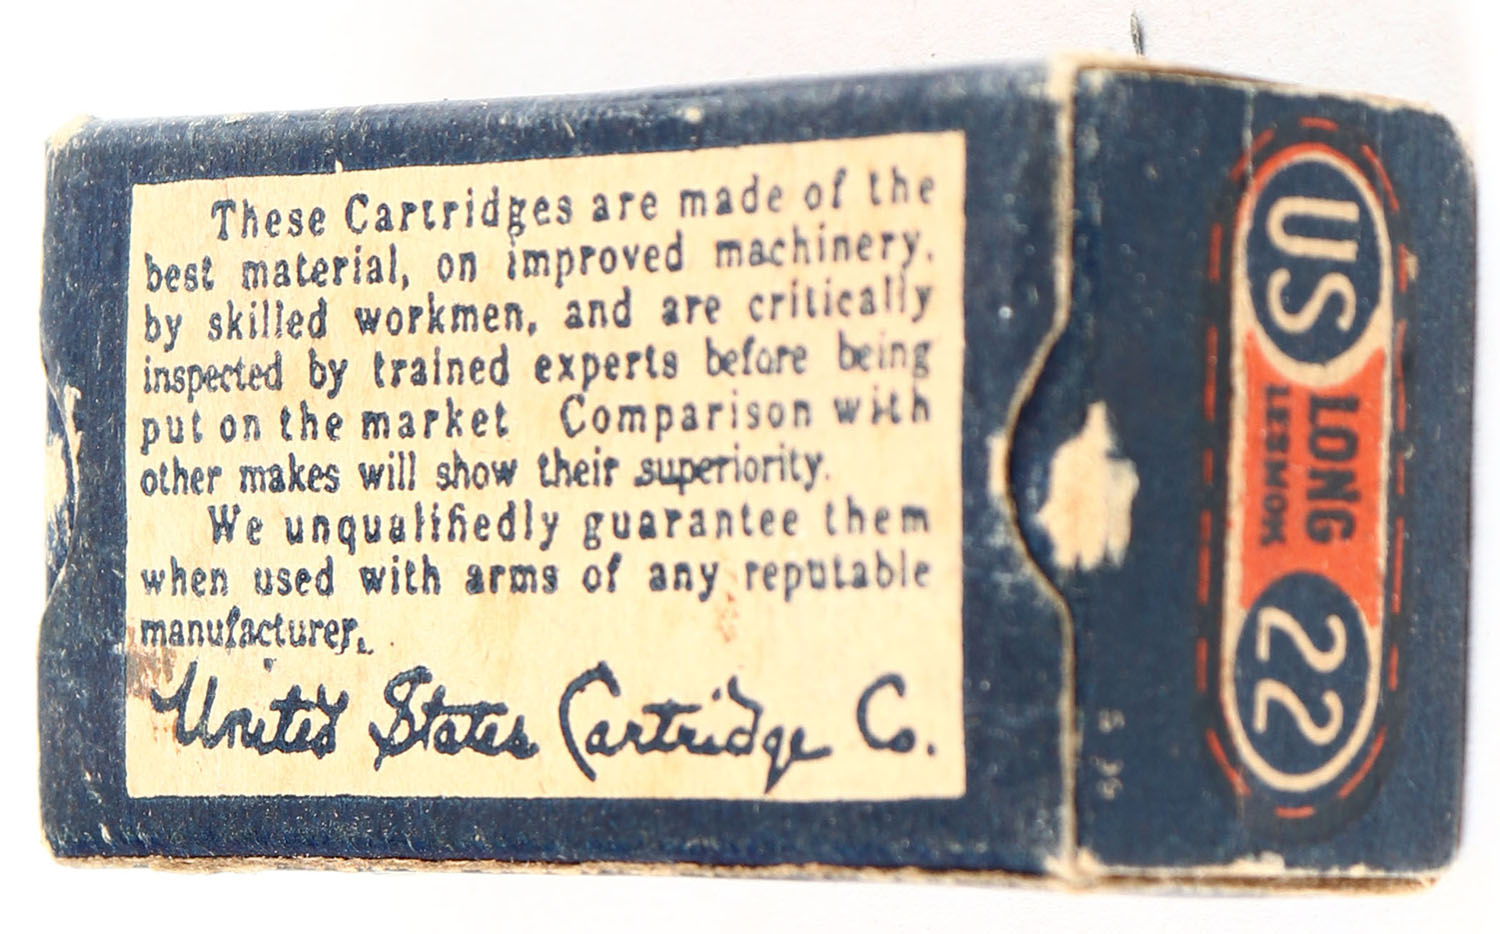 These Cartridges are made of the
best material, on improved machinery,
by skilled workmen, and are critically
inspected by trained experts before being
put on the market Comparison with
other makes will show their superiority.
We unqualifiedly guarantee them
when used with arms of any reputable
manufacturer.
United States Cartridge Co.
US
LONG
LESMOK
22